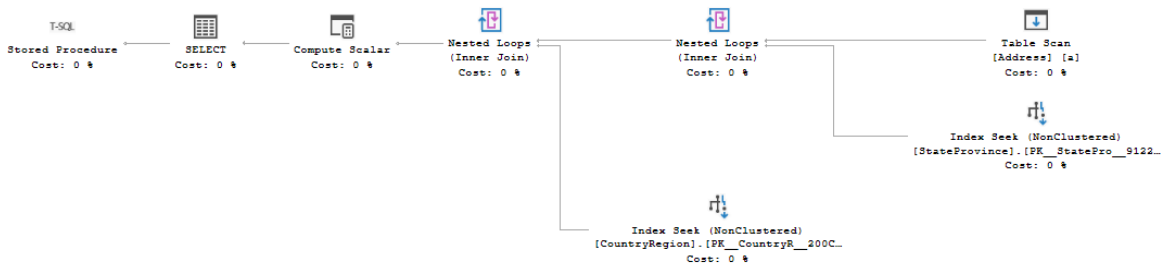 T-SQL
Stored Procedure
Cost: 0 %
SELECT
Cost: 0 %
Compute Scalar
Cost: 0 %
Nested Loops
(Inner Join)
Cost: 0 %
Nested Loops
(Inner Join)
Cost: 0 %
Table Scan
[Address] [a]
Cost: 0 %
Index Seek (NonClustered)
[StateProvince].[PK__StatePro__9122…
Cost: 0 %
Index Seek (NonClustered)
[CountryRegion].[PK__CountryR__200C…
Cost: 0 %